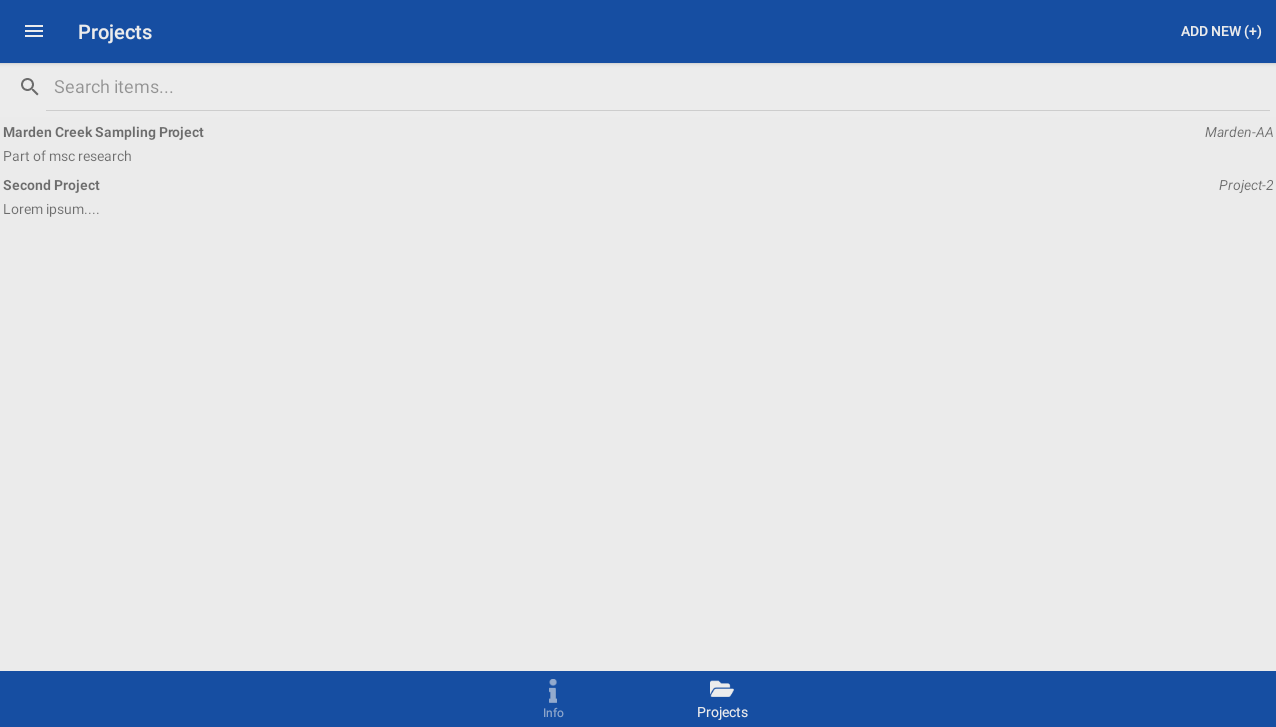 Projects
ADD NEW (+)
Search items...
Marden Creek Sampling Project
Marden-AA
Part of msc research
Second Project
Project-2
Lorem ipsum....
Info
Projects